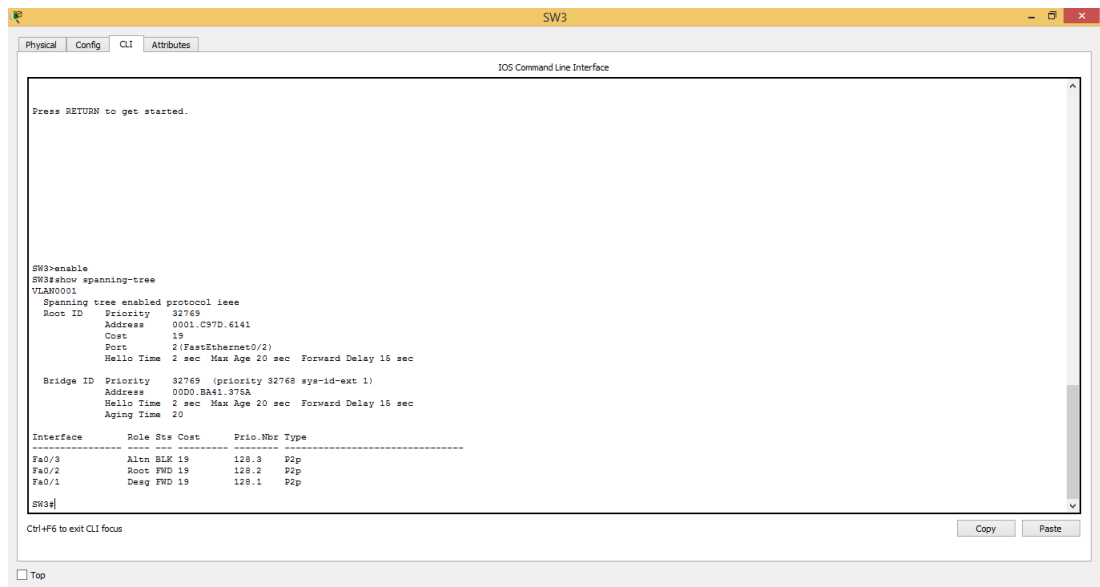 SW3
Physical Config CLI Attributes
IOS Command Line Interface
Press RETURN to get started.
SW3>enable
SW3#show spanning-tree
VLAN0001
  Spanning tree enabled protocol ieee
  Root ID    Priority    32769
             Address     0001.C97D.6141
             Cost        19
             Port        2(FastEthernet0/2)
             Hello Time  2 sec  Max Age 20 sec  Forward Delay 15 sec
  Bridge ID  Priority    32769  (priority 32768 sys-id-ext 1)
             Address     00D0.BA41.375A
             Hello Time  2 sec  Max Age 20 sec  Forward Delay 15 sec
             Aging Time  20
Interface        Role Sts Cost      Prio.Nbr Type
---------------- ---- --- --------- -------- --------------------------------
Fa0/3            Altn BLK 19        128.3    P2p
Fa0/2            Root FWD 19        128.2    P2p
Fa0/1            Desg FWD 19        128.1    P2p
SW3#
Ctrl+F6 to exit CLI focus
Copy Paste
Top